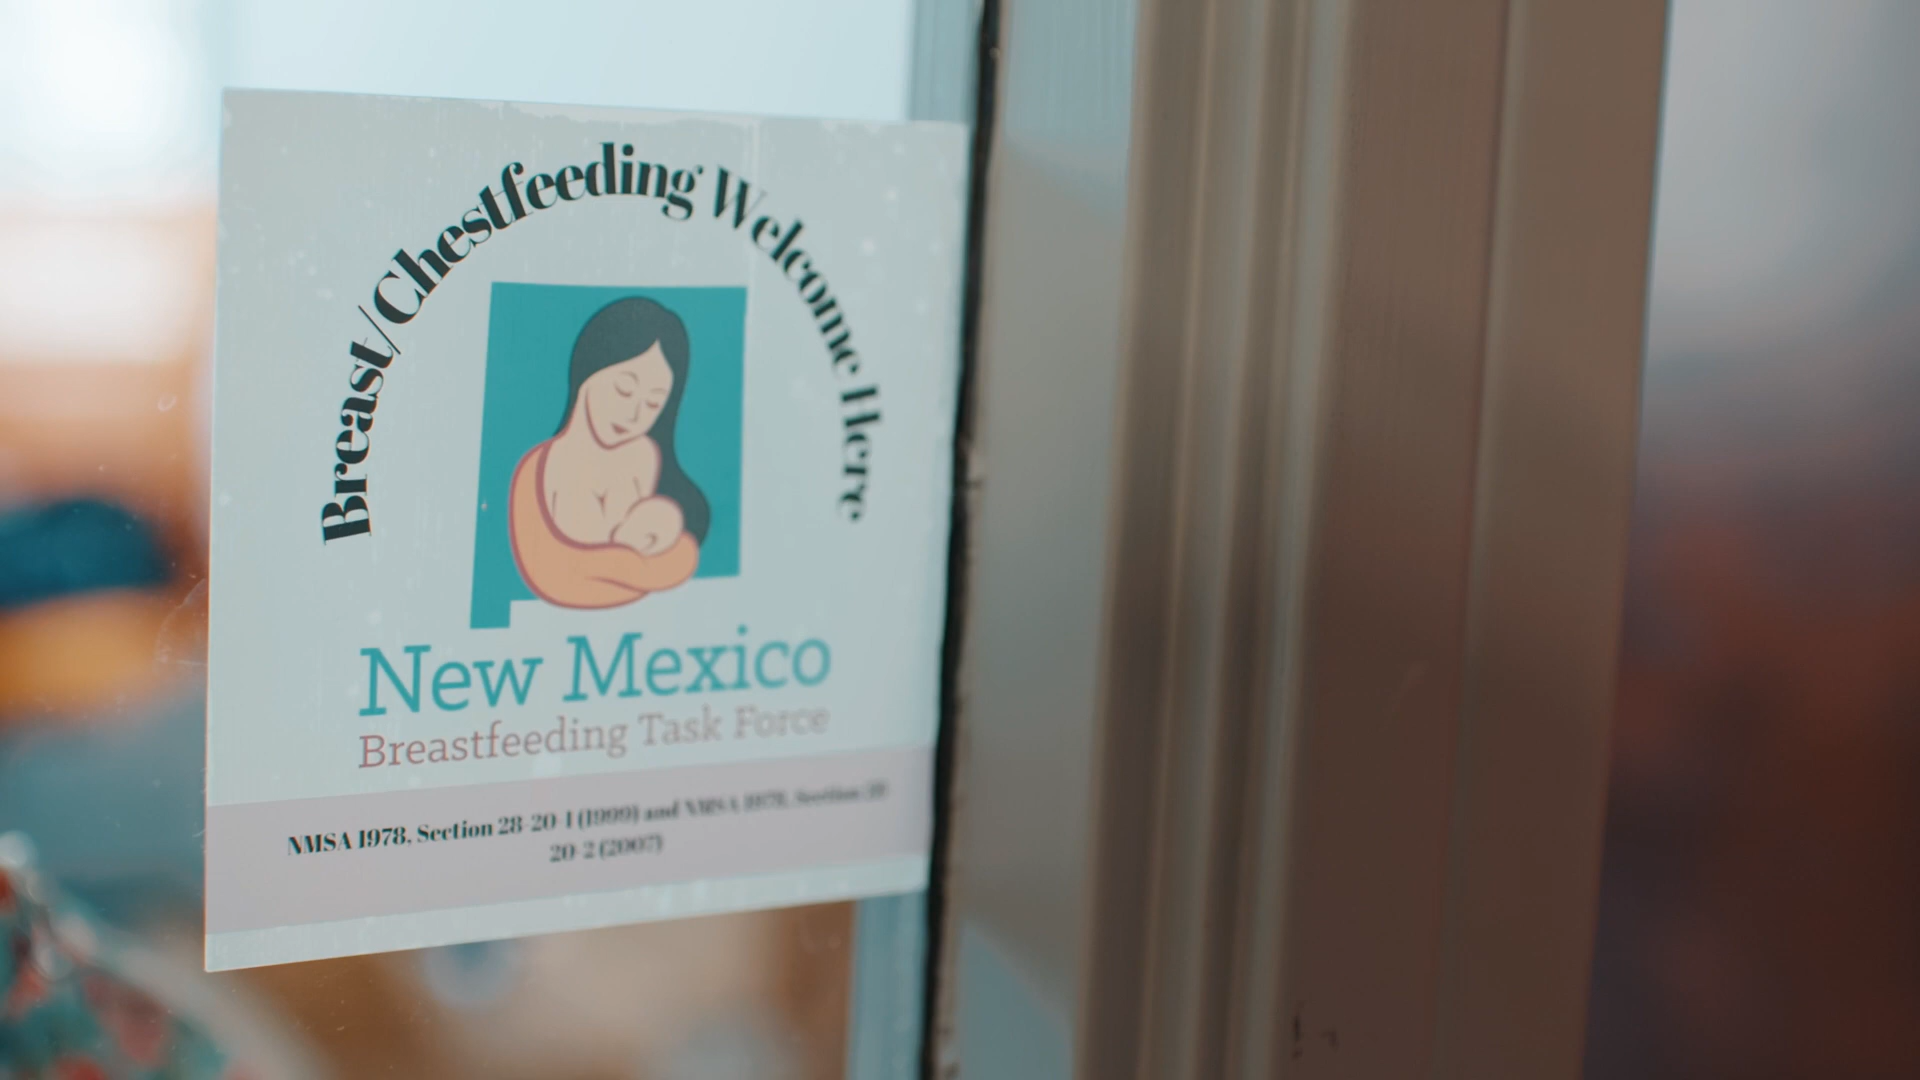 Breast/Chestfeeding Welcome Here
New Mexico
Breastfeeding Task Force
NMSA 1978, Section 28-20-1 (1999) and NMSA 1978, Section 28-
20-2 (2007)